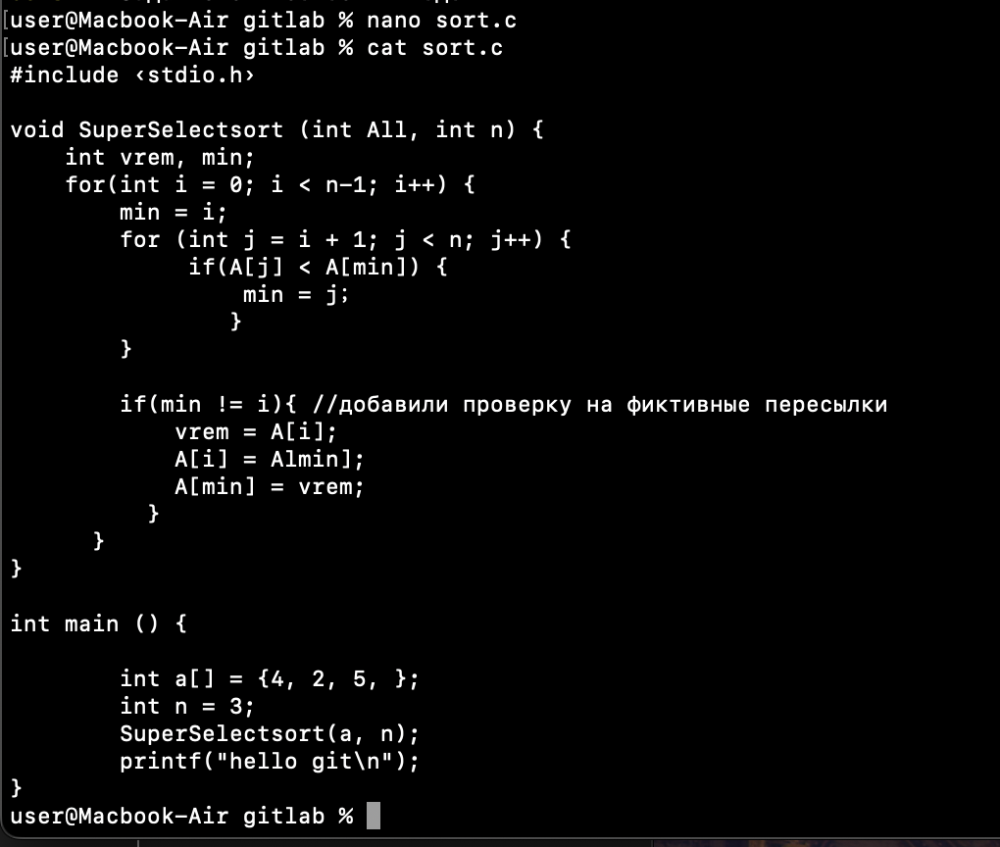 [user@Macbook-Air gitlab % nano sort.c
[user@Macbook-Air gitlab % cat sort.c
#include ‹stdio.h›

void SuperSelectsort (int All, int n) {
    int vrem, min;
    for(int i = 0; i < n-1; i++) {
        min = i;
        for (int j = i + 1; j < n; j++) {
             if(A[j] < A[min]) {
                 min = j;
                }
        }

        if(min != i){ //добавили проверку на фиктивные пересылки
            vrem = A[i];
            A[i] = Almin];
            A[min] = vrem;
          }
      }
}

int main () {

        int a[] = {4, 2, 5, };
        int n = 3;
        SuperSelectsort(a, n);
        printf("hello git\n");
}
user@Macbook-Air gitlab %